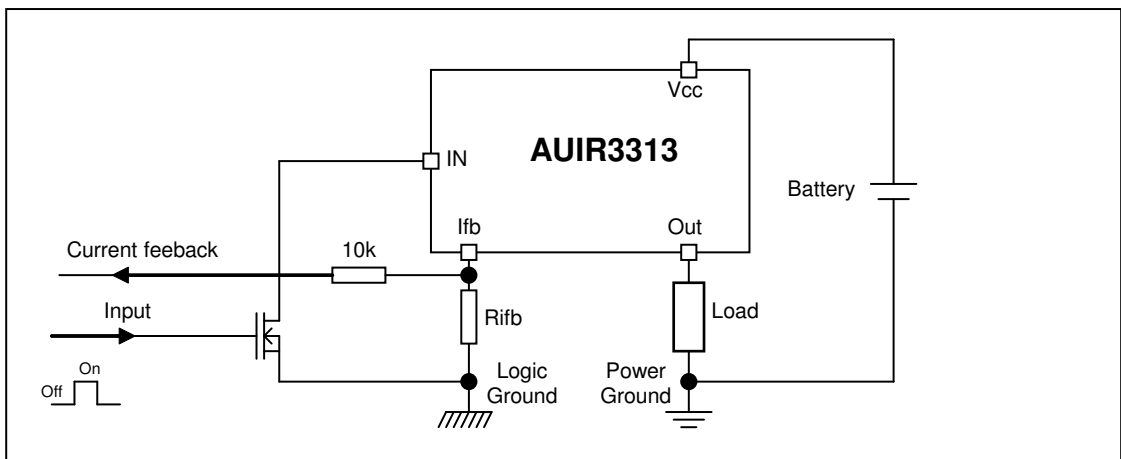 Vcc
AUIR3313
IN
Battery
Ifb
Out
Current feeback
10k
Input
Rifb
Load
On
Off
Logic
Ground
Power
Ground